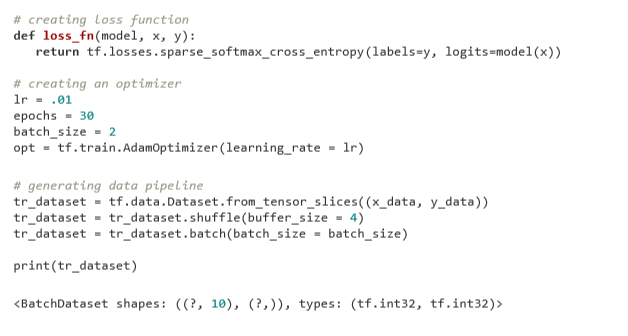 # creating loss function
def loss_fn(model, x, y):
   return tf.losses.sparse_softmax_cross_entropy(labels=y, logits=model(x))
# creating an optimizer
lr = .01
epochs = 30
batch_size = 2
opt = tf.train.AdamOptimizer(learning_rate = lr)
# generating data pipeline
tr_dataset = tf.data.Dataset.from_tensor_slices((x_data, y_data))
tr_dataset = tr_dataset.shuffle(buffer_size = 4)
tr_dataset = tr_dataset.batch(batch_size = batch_size)
print(tr_dataset)
<BatchDataset shapes: ((?, 10), (?,)), types: (tf.int32, tf.int32)>